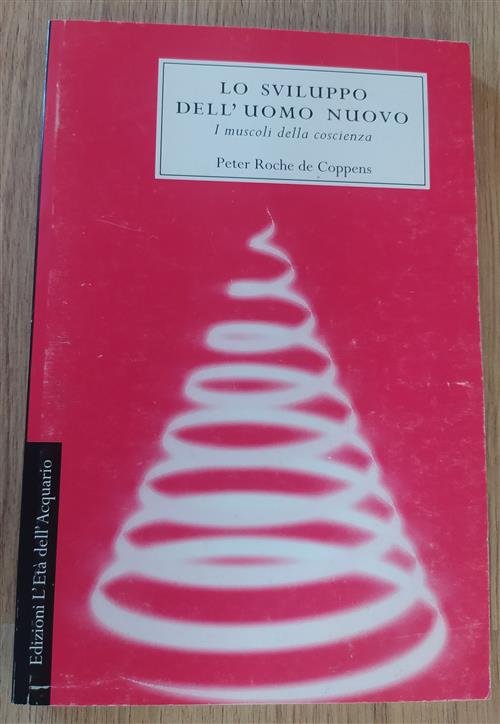 LO SVILUPPO
DELL'UOMO NUOVO
I muscoli della coscienza
Peter Roche de Coppens
Edizioni L'Età dell'Acquario